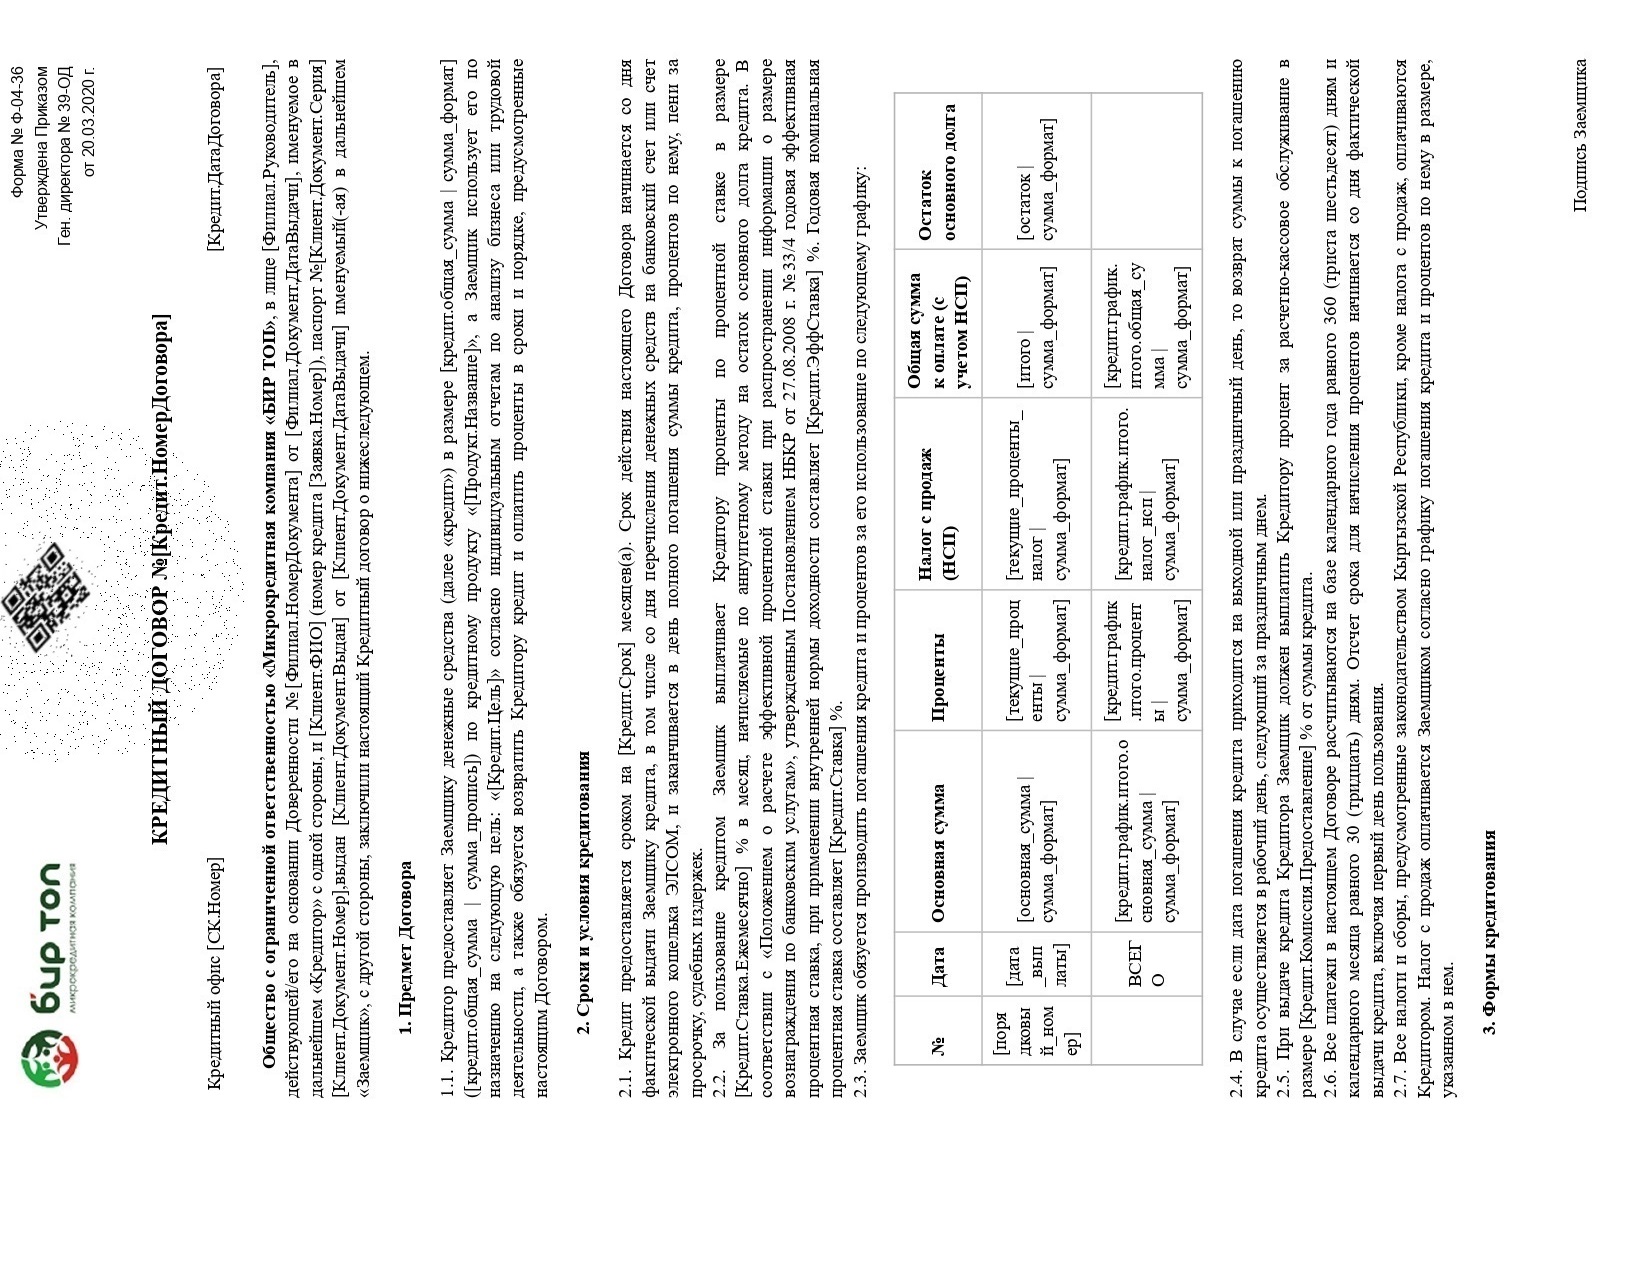 Форма № Ф-04-36
Утверждена Приказом
Ген. директора № 39-ОД
от 20.03.2020 г.
бир топ
микрокредитная компания
КРЕДИТНЫЙ ДОГОВОР №[Кредит.НомерДоговора]
Кредитный офис [СК.Номер] [Кредит.ДатаДоговора]
Общество с ограниченной ответственностью «Микрокредитная компания «БИР ТОП», в лице [Филиал.Руководитель],
действующей/его на основании Доверенности №[Филиал.НомерДокумента] от [Филиал.Документ.ДатаВыдачи], именуемое в
дальнейшем «Кредитор» с одной стороны, и [Клиент.ФИО] (номер кредита [Заявка.Номер]), паспорт №[Клиент.Документ.Серия]
[Клиент.Документ.Номер],выдан [Клиент.Документ.Выдан] от [Клиент.Документ.ДатаВыдачи] именуемый(-ая) в дальнейшем
«Заемщик», с другой стороны, заключили настоящий Кредитный договор о нижеследующем.
1. Предмет Договора
1.1. Кредитор предоставляет Заемщику денежные средства (далее «кредит») в размере [кредит.общая_сумма | сумма_формат]
([кредит.общая_сумма | сумма_прописы]) по кредитному продукту «[Продукт.Название]», а Заемщик использует его по
назначению на следующую цель: «[Кредит.Цель]» согласно индивидуальным отчетам по анализу бизнеса или трудовой
деятельности, а также обязуется возвратить Кредитору кредит и оплатить проценты в сроки и порядке, предусмотренные
настоящим Договором.
2. Сроки и условия кредитования
2.1. Кредит предоставляется сроком на [Кредит.Срок] месяцев(а). Срок действия настоящего Договора начинается со дня
фактической выдачи Заемщику кредита, в том числе со дня перечисления денежных средств на банковский счет или счет
электронного кошелька ЭЛСОМ, и заканчивается в день полного погашения суммы кредита, процентов по нему, пени за
просрочку, судебных издержек.
2.2. За пользование кредитом Заемщик выплачивает Кредитору проценты по процентной ставке в размере
[Кредит.Ставка.Ежемесячно] % в месяц, начисляемые по аннуитетному методу на остаток основного долга кредита. В
соответствии с «Положением о расчете эффективной процентной ставки при распространении информации о размере
вознаграждения по банковским услугам», утвержденным Постановлением НБКР от 27.08.2008 г. №33/4 годовая эффективная
процентная ставка, при применении внутренней нормы доходности составляет [Кредит.ЭффСтавка] %. Годовая номинальная
процентная ставка составляет [Кредит.Ставка] %.
2.3. Заемщик обязуется производить погашения кредита и процентов за его использование по следующему графику:
№ Дата Основная сумма Проценты Налог с продаж (НСП) Общая сумма к оплате (с учетом НСП) Остаток основного долга
[порядковый_номер] [дата_выплаты] [основная_сумма | сумма_формат] [текущие_проценты | сумма_формат] [текущие_проценты_налог | сумма_формат] [итого | сумма_формат] [остаток | сумма_формат]
ВСЕГО [кредит.график.итого.основная_сумма | сумма_формат] [кредит.график.итого.проценты | сумма_формат] [кредит.график.итого.налог_нсп | сумма_формат] [кредит.график.итого.общая_сумма | сумма_формат]
2.4. В случае если дата погашения кредита приходится на выходной или праздничный день, то возврат суммы к погашению
кредита осуществляется в рабочий день, следующий за праздничным днем.
2.5. При выдаче кредита Кредитора Заемщик должен выплатить Кредитору процент за расчетно-кассовое обслуживание в
размере [Кредит.Комиссия.Предоставление] % от суммы кредита.
2.6. Все платежи в настоящем Договоре рассчитываются на базе календарного года равного 360 (триста шестьдесят) дням и
календарного месяца равного 30 (тридцать) дням. Отсчет срока для начисления процентов начинается со дня фактической
выдачи кредита, включая первый день пользования.
2.7. Все налоги и сборы, предусмотренные законодательством Кыргызской Республики, кроме налога с продаж, оплачиваются
Кредитором. Налог с продаж оплачивается Заемщиком согласно графику погашения кредита и процентов по нему в размере,
указанном в нем.
3. Формы кредитования
Подпись Заемщика